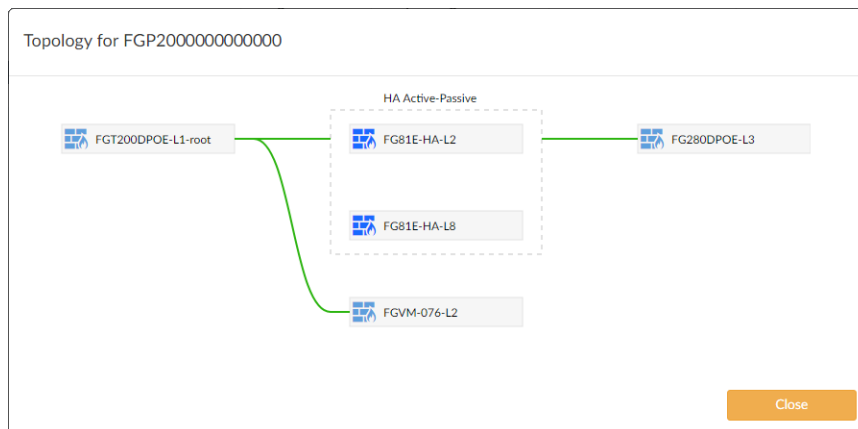 Topology for FGP2000000000000
HA Active-Passive
FGT200DPOE-L1-root
FG81E-HA-L2
FG280DPOE-L3
FG81E-HA-L8
FGVM-076-L2
Close